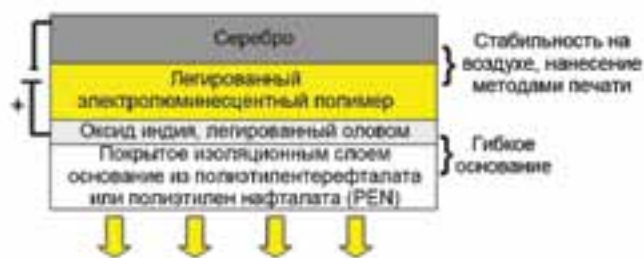 Серебро
Легированный
электролюминесцентный полимер
Оксид индия, легированный оловом
Покрытое изоляционным слоем
основание из полиэтилентерефталата
или полиэтилен нафталата (PEN)
+
Стабильность на
воздухе, нанесение
методами печати
Гибкое
основание